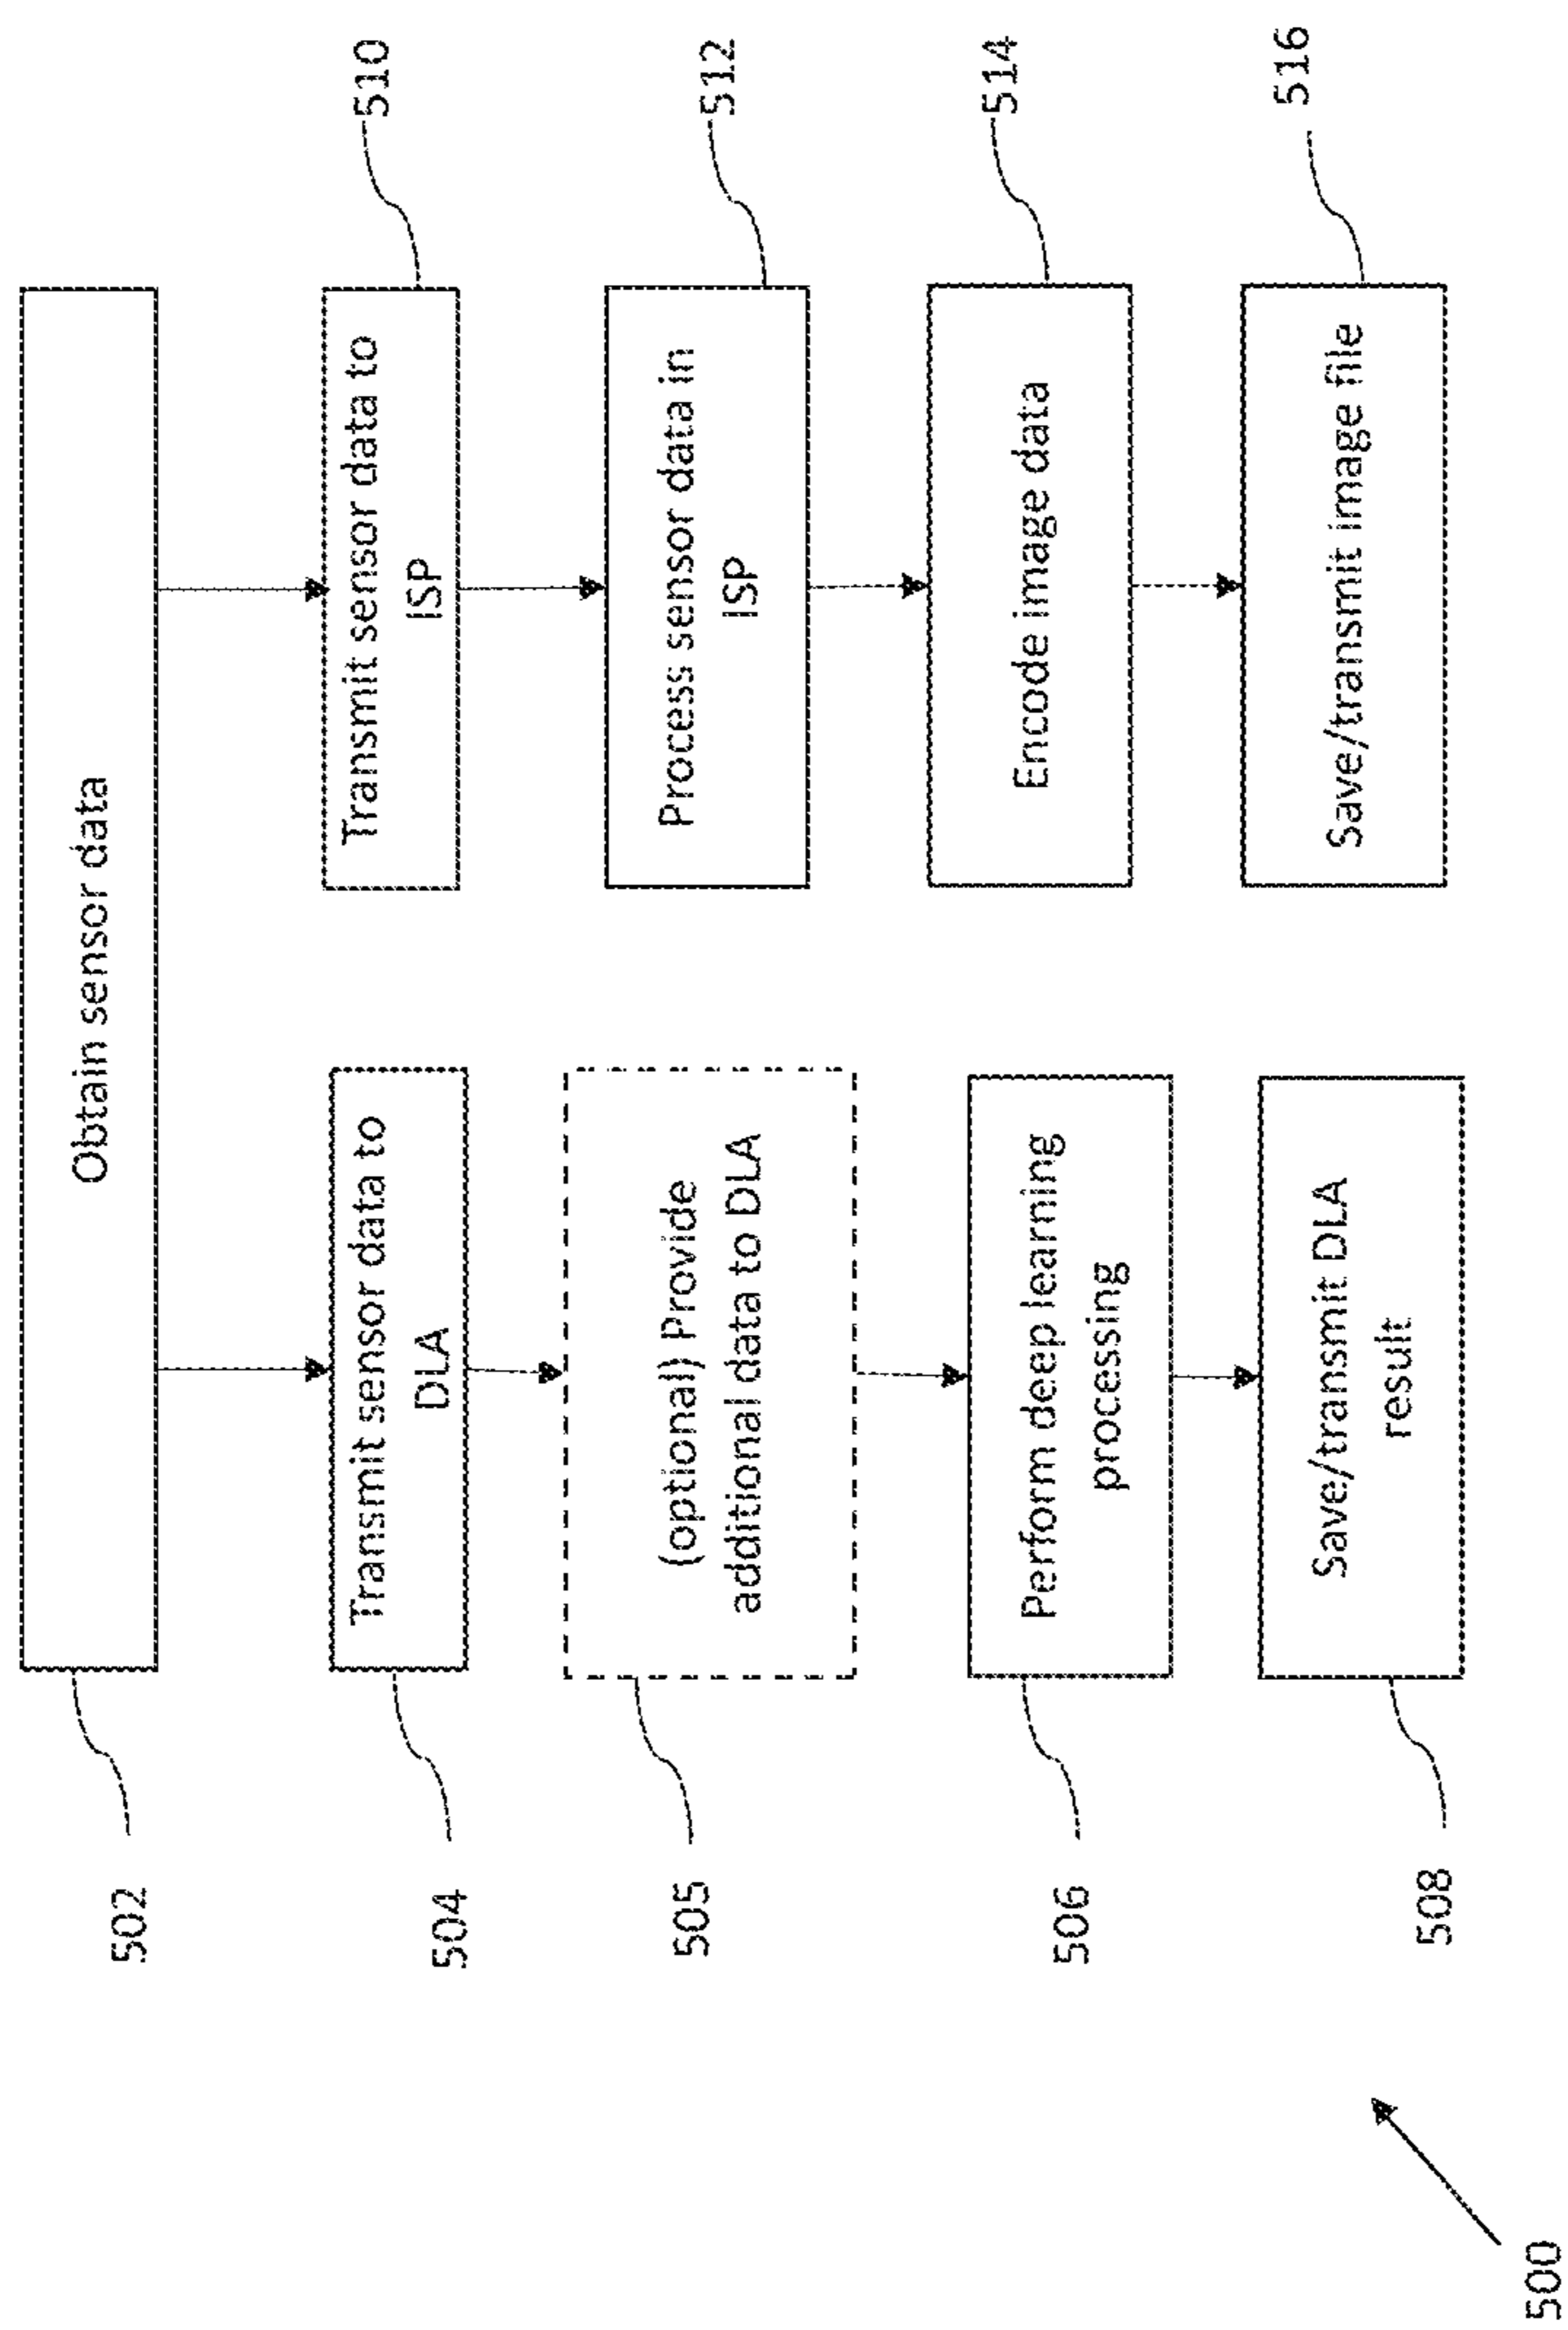 502
Obtain sensor data
504
Transmit sensor data to
DLA
505
(optional) Provide
additional data to DLA
506
Perform deep learning
processing
508
Save/transmit DLA
result
Transmit sensor data to
ISP
510
Process sensor data in
ISP
512
Encode image data
514
Save/transmit image file
516
500